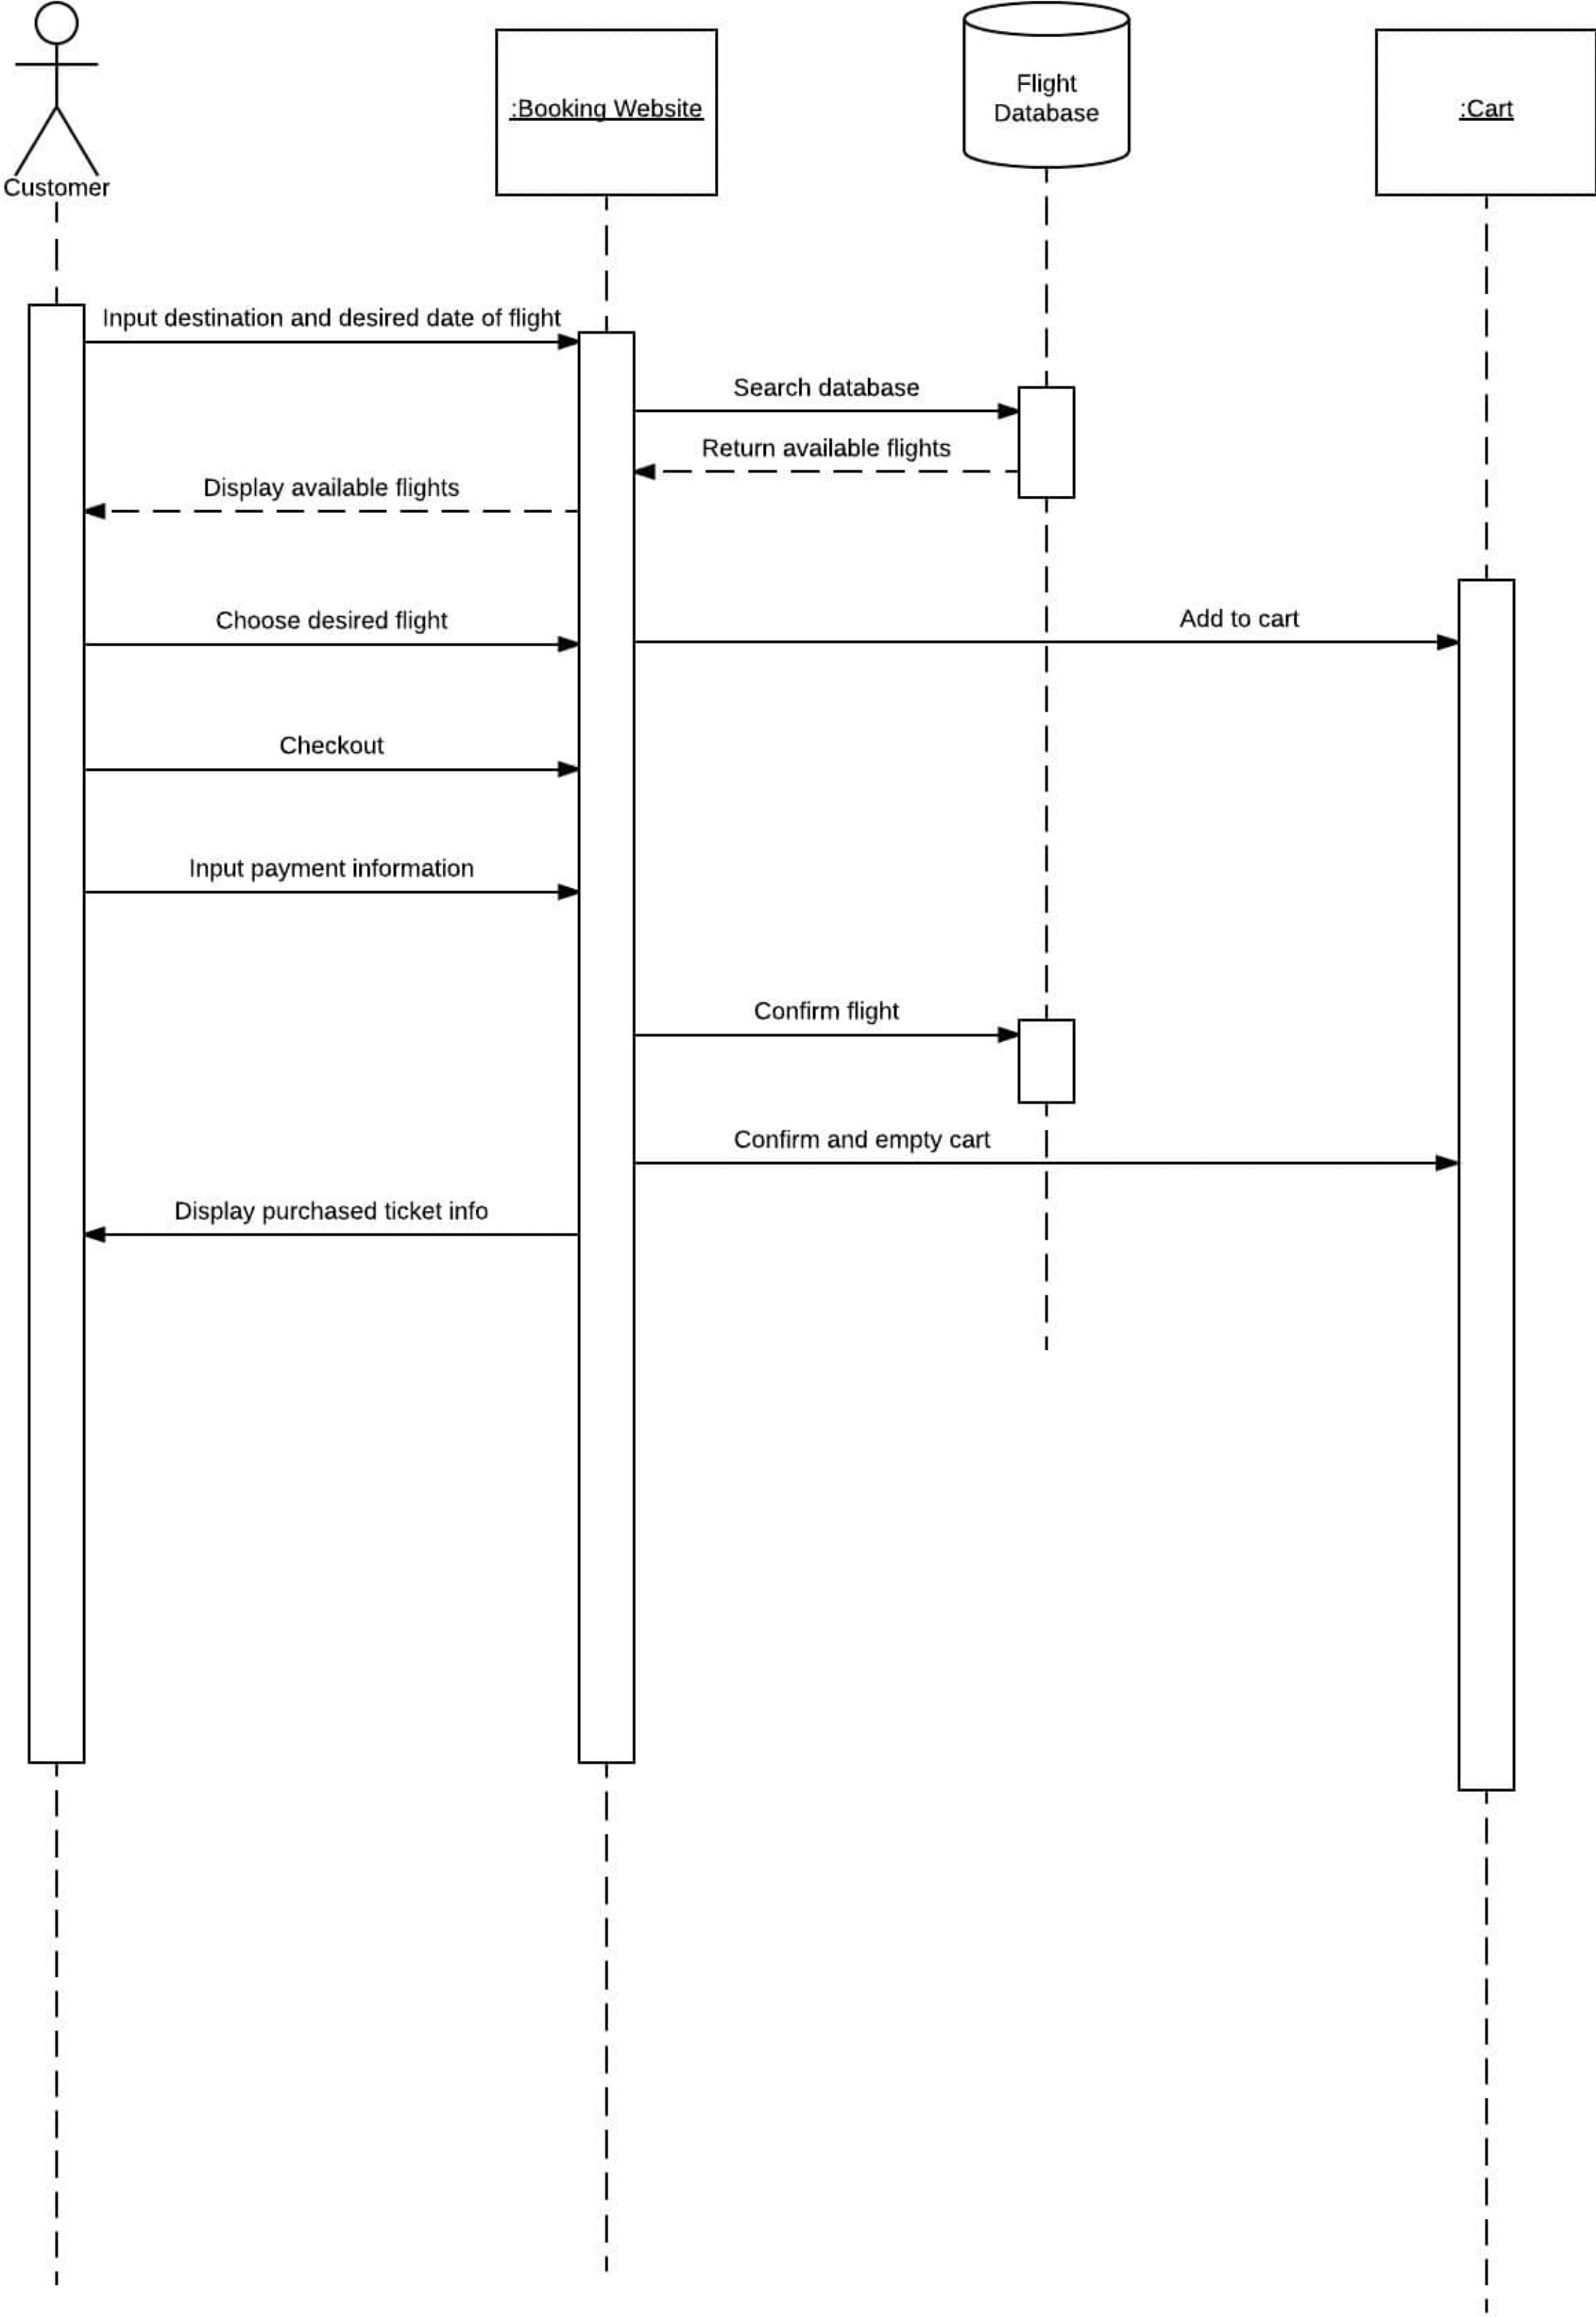 Customer
:Booking Website
Flight
Database
:Cart
Input destination and desired date of flight
Search database
Return available flights
Display available flights
Choose desired flight
Add to cart
Checkout
Input payment information
Confirm flight
Confirm and empty cart
Display purchased ticket info